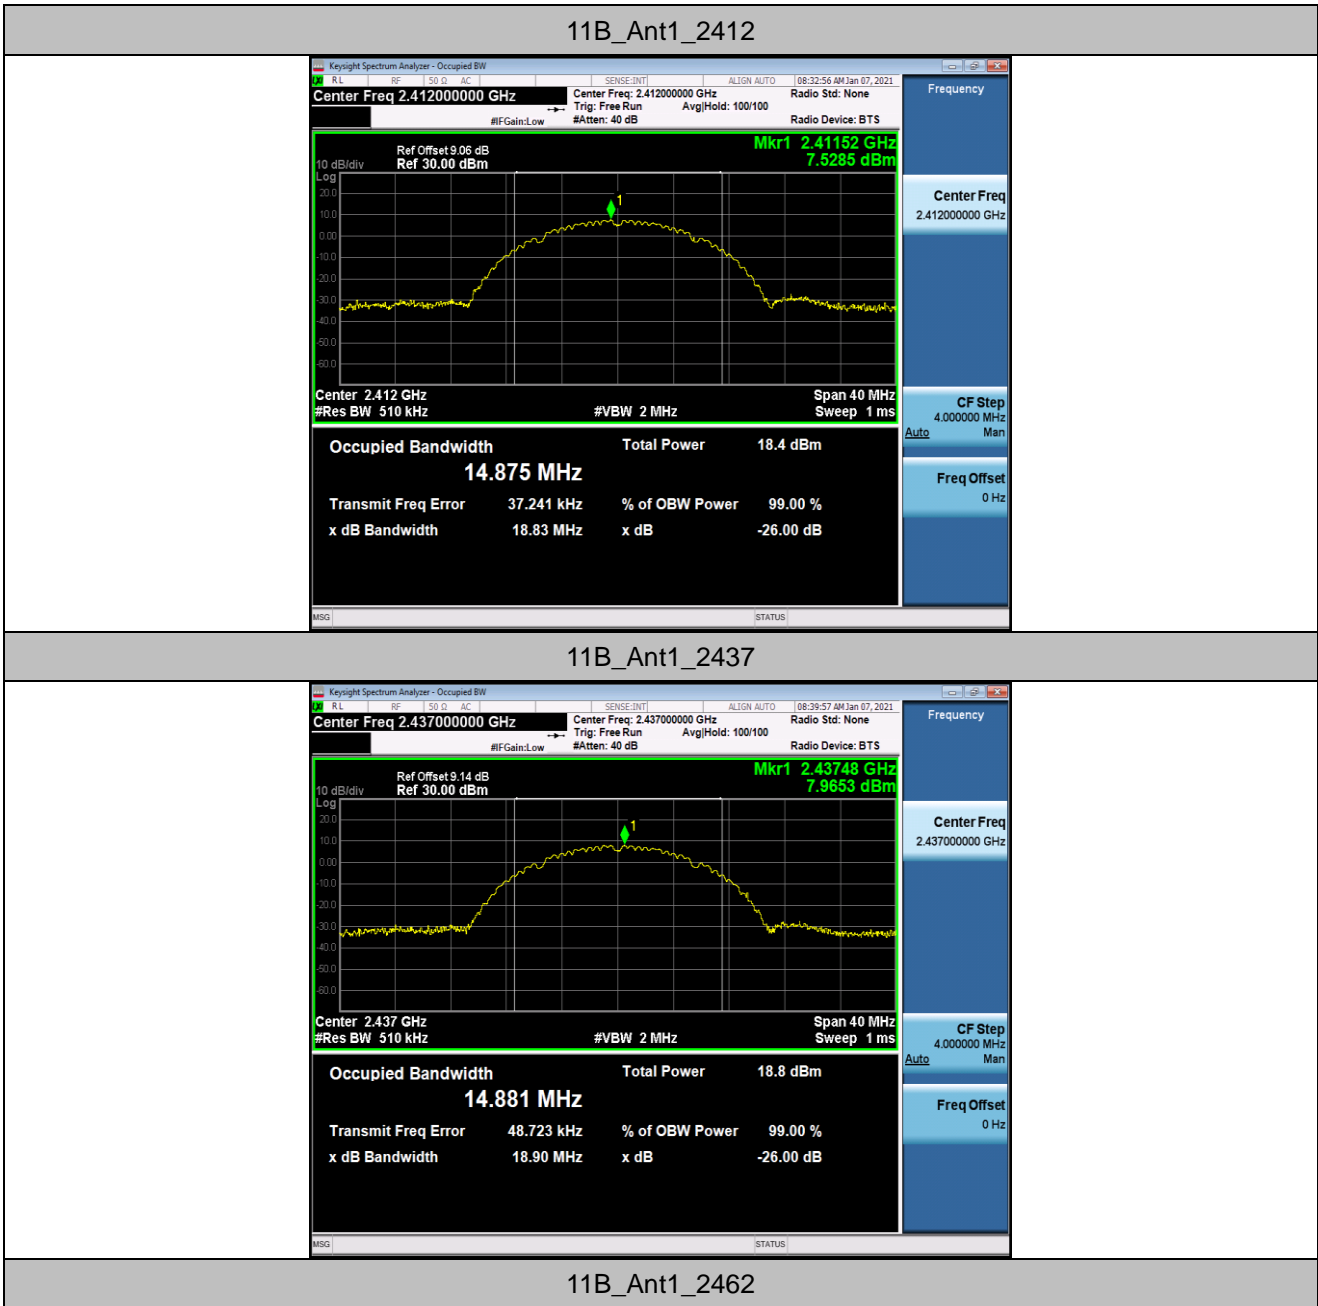 11B_Ant1_2412
Keysight Spectrum Analyzer - Occupied BW
RL RF 50 Ω AC SENSE:INT ALIGN AUTO 08:32:56 AM Jan 07, 2021
Center Freq 2.412000000 GHz Center Freq: 2.412000000 GHz Radio Std: None Frequency
Trig: Free Run Avg|Hold: 100/100
#IFGain:Low #Atten: 40 dB Radio Device: BTS
Mkr1 2.41152 GHz
Ref Offset 9.06 dB 7.5285 dBm
10 dB/div Ref 30.00 dBm
Log
20.0
10.0
0.00
-10.0
-20.0
-30.0
-40.0
-50.0
-60.0
1
Center Freq
2.412000000 GHz
Center 2.412 GHz Span 40 MHz
#Res BW 510 kHz #VBW 2 MHz Sweep 1 ms
CF Step
4.000000 MHz
Auto Man
Occupied Bandwidth Total Power 18.4 dBm
14.875 MHz
Freq Offset
0 Hz
Transmit Freq Error 37.241 kHz % of OBW Power 99.00 %
x dB Bandwidth 18.83 MHz x dB -26.00 dB
MSG STATUS
11B_Ant1_2437
Keysight Spectrum Analyzer - Occupied BW
RL RF 50 Ω AC SENSE:INT ALIGN AUTO 08:39:57 AM Jan 07, 2021
Center Freq 2.437000000 GHz Center Freq: 2.437000000 GHz Radio Std: None Frequency
Trig: Free Run Avg|Hold: 100/100
#IFGain:Low #Atten: 40 dB Radio Device: BTS
Mkr1 2.43748 GHz
Ref Offset 9.14 dB 7.9653 dBm
10 dB/div Ref 30.00 dBm
Log
20.0
10.0
0.00
-10.0
-20.0
-30.0
-40.0
-50.0
-60.0
1
Center Freq
2.437000000 GHz
Center 2.437 GHz Span 40 MHz
#Res BW 510 kHz #VBW 2 MHz Sweep 1 ms
CF Step
4.000000 MHz
Auto Man
Occupied Bandwidth Total Power 18.8 dBm
14.881 MHz
Freq Offset
0 Hz
Transmit Freq Error 48.723 kHz % of OBW Power 99.00 %
x dB Bandwidth 18.90 MHz x dB -26.00 dB
MSG STATUS
11B_Ant1_2462